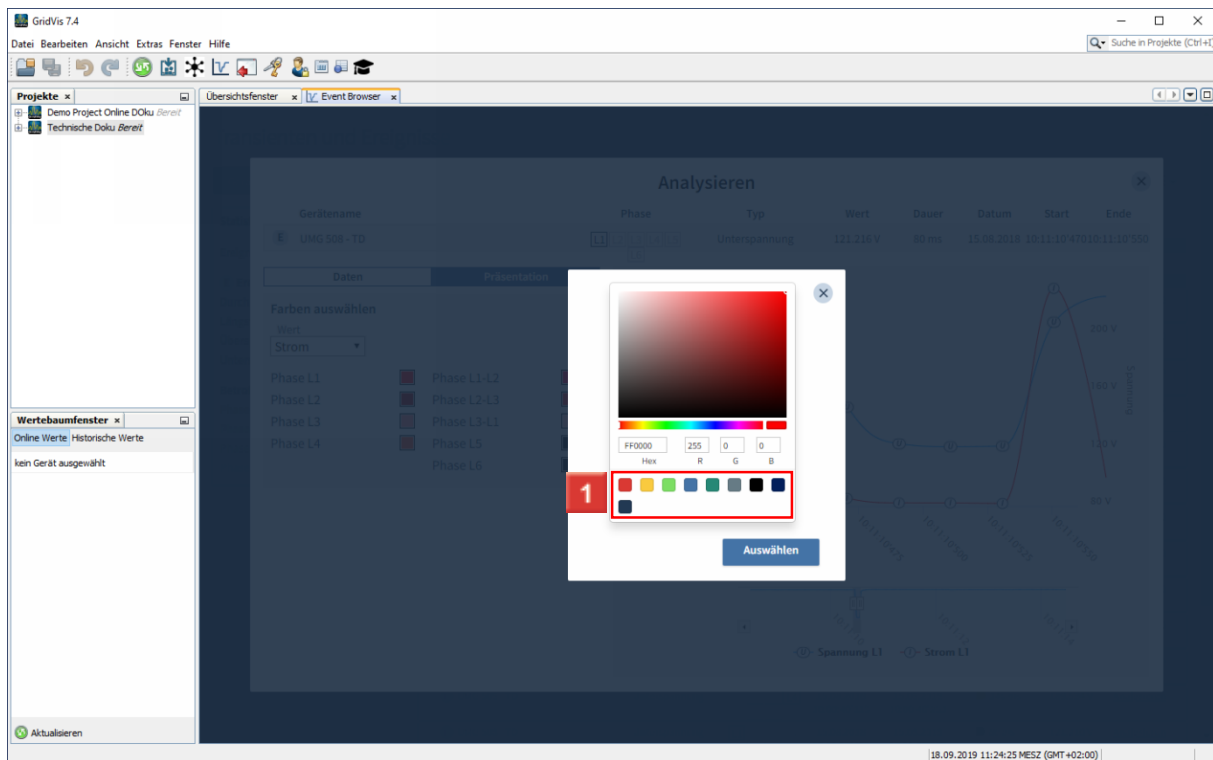 GridVis 7.4
Datei Bearbeiten Ansicht Extras Fenster Hilfe
Suche in Projekte (Ctrl+I)
Projekte
Übersichtsfenster
Event Browser
Demo Project Online DOku Bereit
Technische Doku Bereit
Analysieren
Gerätename Phase Typ Wert Dauer Datum Start Ende
UMG 508 - TD L1 Unterspannung 121.216 V 80 ms 15.08.2018
Daten Präsentation
Farben auswählen
Wert
Strom
Phase L1 Phase L1-L2
Phase L2 Phase L2-L3
Phase L3 Phase L3-L1
Phase L4 Phase L5
Phase L6
200 V
Spannung
FF0000 255 0 0
Hex R G B
1
Auswählen
Spannung L1 Strom L1
Wertebaumfenster
Online Werte Historische Werte
kein Gerät ausgewählt
Aktualisieren
18.09.2019 11:24:25 MESZ (GMT+02:00)